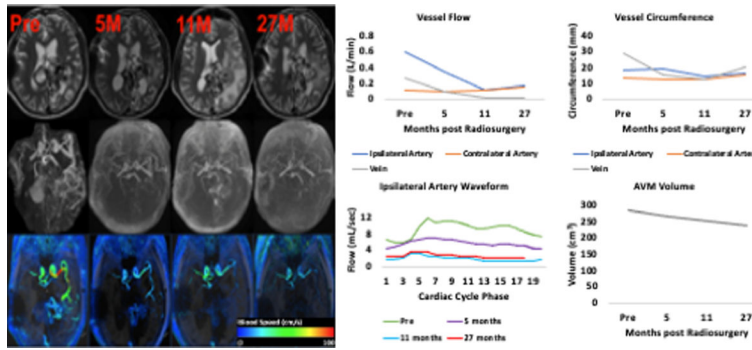 Pre 5M 11M 27M
Blood Speed (cm/s)
0 100
Vessel Flow
Flow (L/min)
0.8
0.6
0.4
0.2
0
Pre 5 11 27
Months post Radiosurgery
Ipsilateral Artery Contralateral Artery
Vein
Vessel Circumference
Circumference (mm)
40
30
20
10
0
Pre 5 11 27
Months post Radiosurgery
Ipsilateral Artery Contralateral Arte
Vein
Ipsilateral Artery Waveform
Flow (mL/sec)
12
8
4
0
1 3 5 7 9 11 13 15 17 19
Cardiac Cycle Phase
Pre 5 months
11 months 27 months
AVM Volume
Volume (cm³)
300
250
200
150
100
50
0
Pre 5 11 27
Months post Radiosurgery